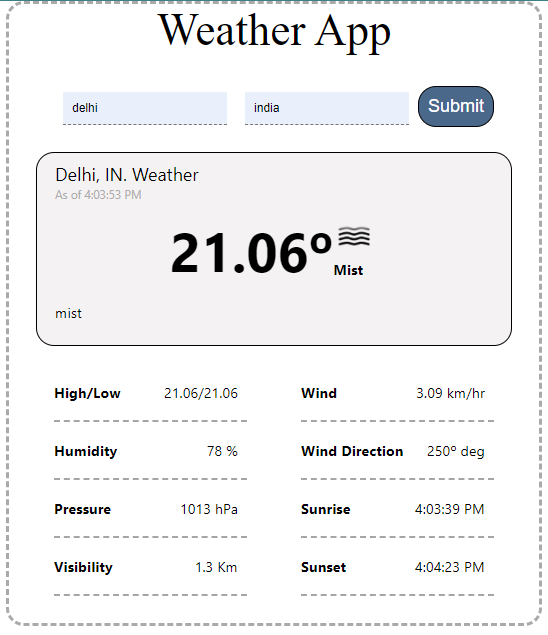 Weather App
delhi
india
Submit
Delhi, IN. Weather
As of 4:03:53 PM
21.06º
Mist
mist
High/Low 21.06/21.06
Wind 3.09 km/hr
Humidity 78 %
Wind Direction 250º deg
Pressure 1013 hPa
Sunrise 4:03:39 PM
Visibility 1.3 Km
Sunset 4:04:23 PM